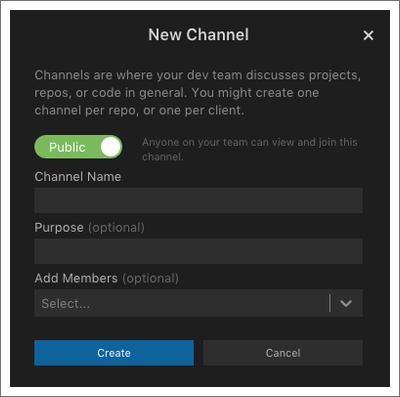 New Channel
Channels are where your dev team discusses projects,
repos, or code in general. You might create one
channel per repo, or one per client.
Public
Anyone on your team can view and join this
channel.
Channel Name
Purpose (optional)
Add Members (optional)
Select...
Create
Cancel